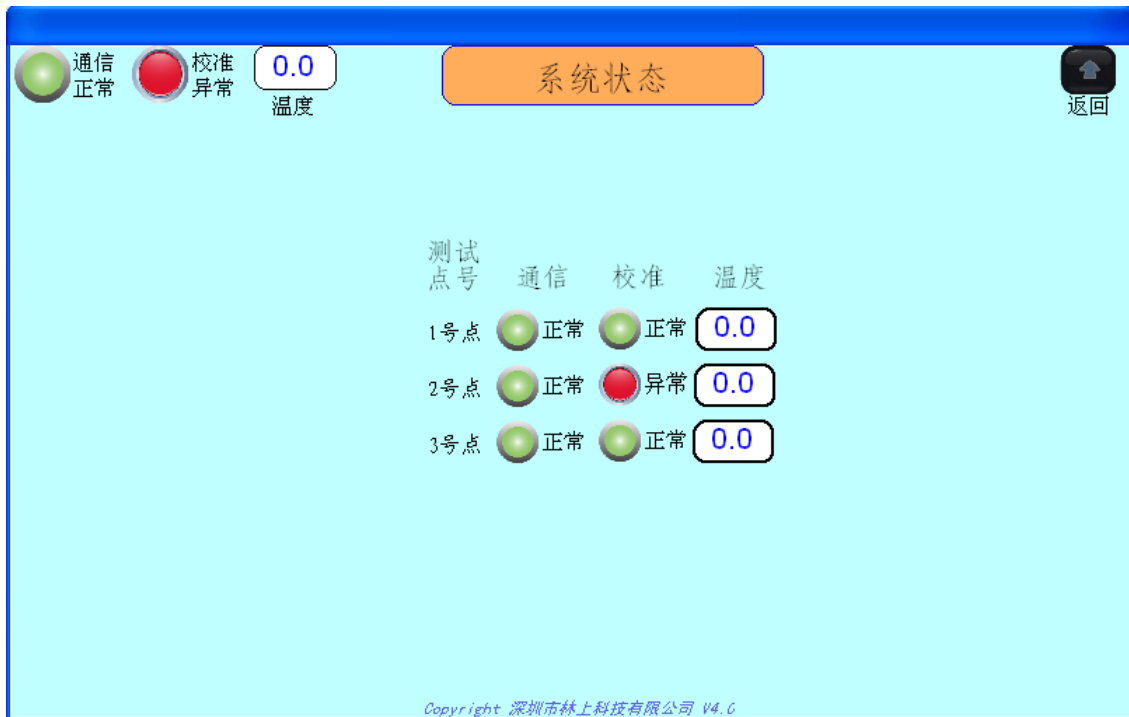 通信
正常
校准
异常
0.0
温度
系统状态
返回
测试
点号 通信 校准 温度
1号点 正常 正常 0.0
2号点 正常 异常 0.0
3号点 正常 正常 0.0
Copyright 深圳市林上科技有限公司 V4.0